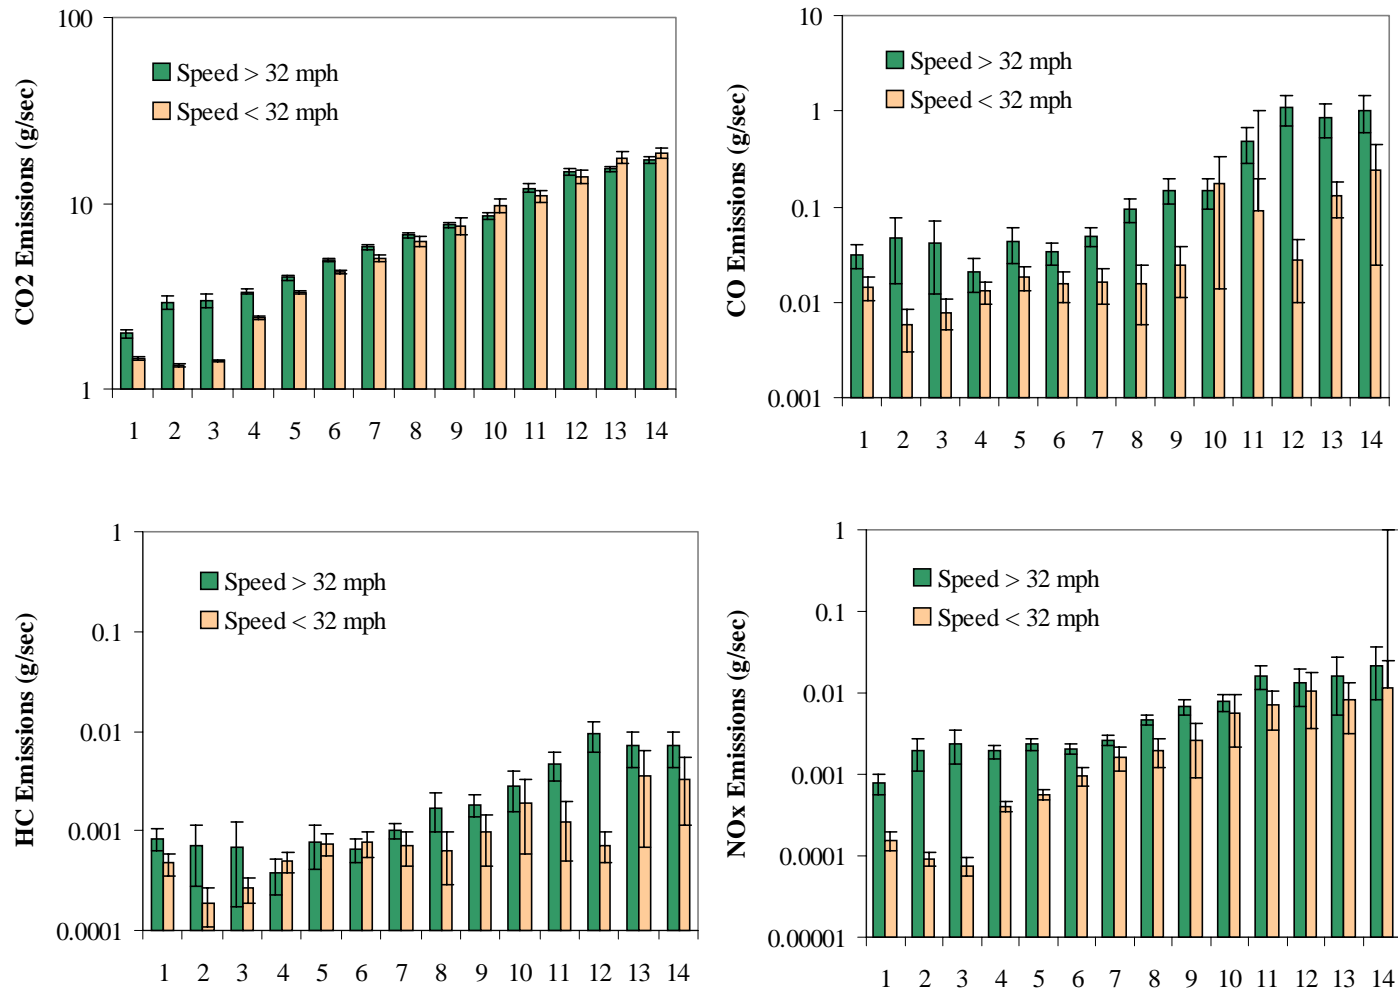 100
10
1
CO2 Emissions (g/sec)
Speed > 32 mph
Speed < 32 mph
1 2 3 4 5 6 7 8 9 10 11 12 13 14
10
1
0.1
0.01
0.001
CO Emissions (g/sec)
Speed > 32 mph
Speed < 32 mph
1 2 3 4 5 6 7 8 9 10 11 12 13 14
1
0.1
0.01
0.001
0.0001
HC Emissions (g/sec)
Speed > 32 mph
Speed < 32 mph
1 2 3 4 5 6 7 8 9 10 11 12 13 14
1
0.1
0.01
0.001
0.0001
0.00001
NOx Emissions (g/sec)
Speed > 32 mph
Speed < 32 mph
1 2 3 4 5 6 7 8 9 10 11 12 13 14